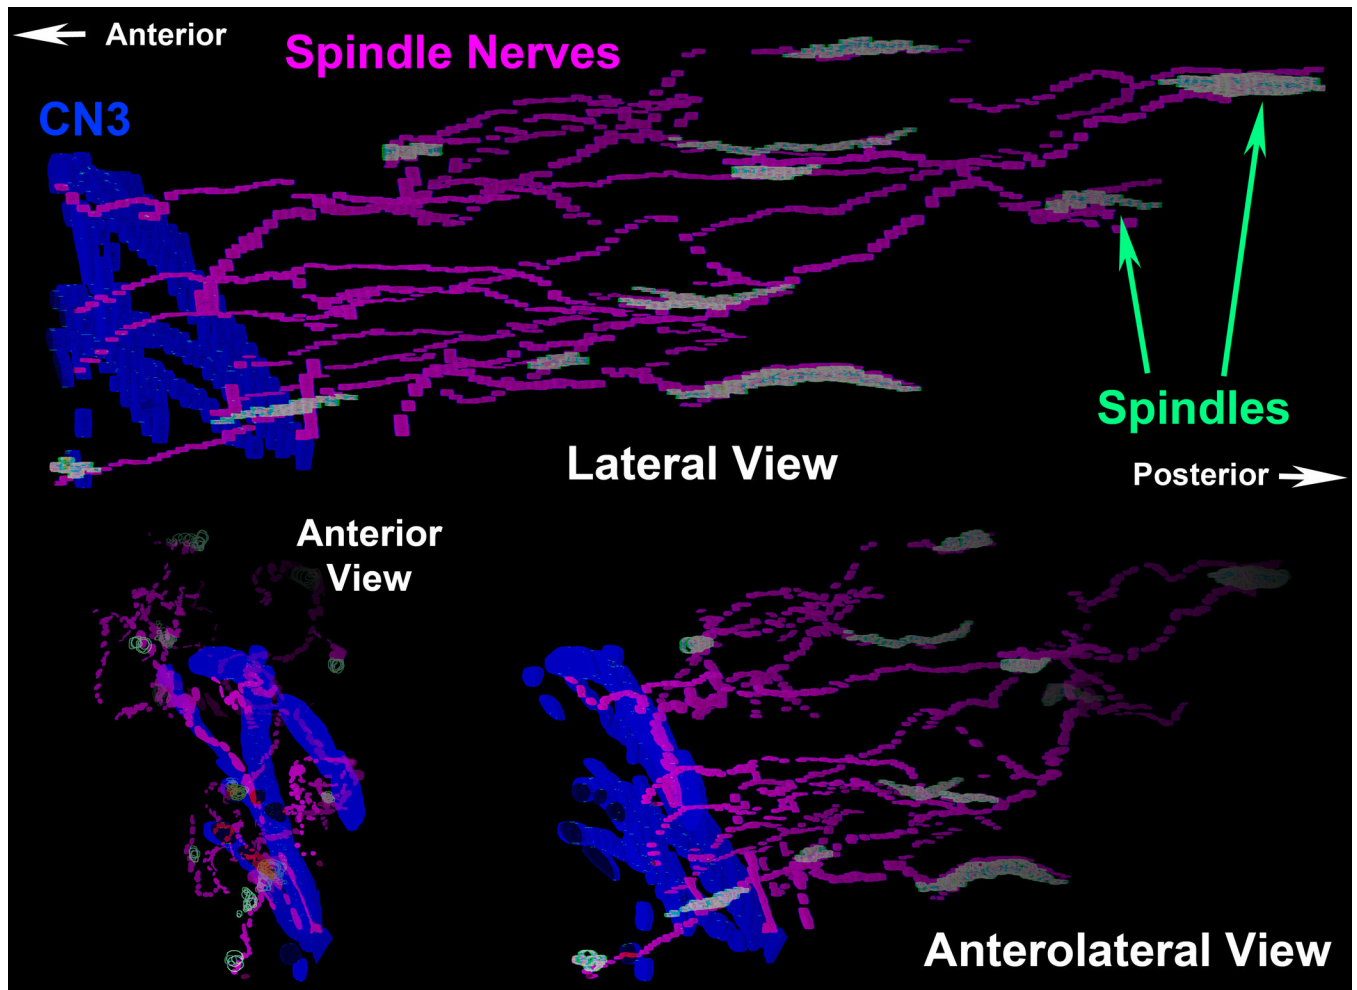 Anterior
Spindle Nerves
CN3
Spindles
Lateral View
Posterior
Anterior
View
Anterolateral View